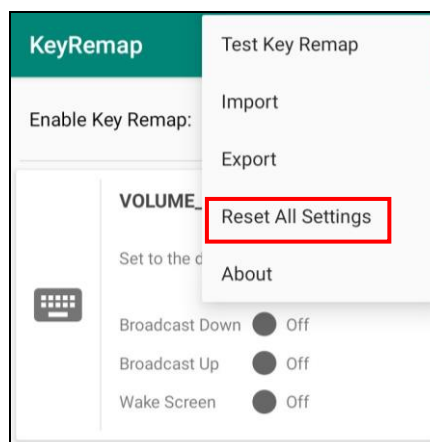 KeyRemap
Test Key Remap
Import
Export
Reset All Settings
About
Enable Key Remap:
VOLUME_
Set to the d
Broadcast Down Off
Broadcast Up Off
Wake Screen Off